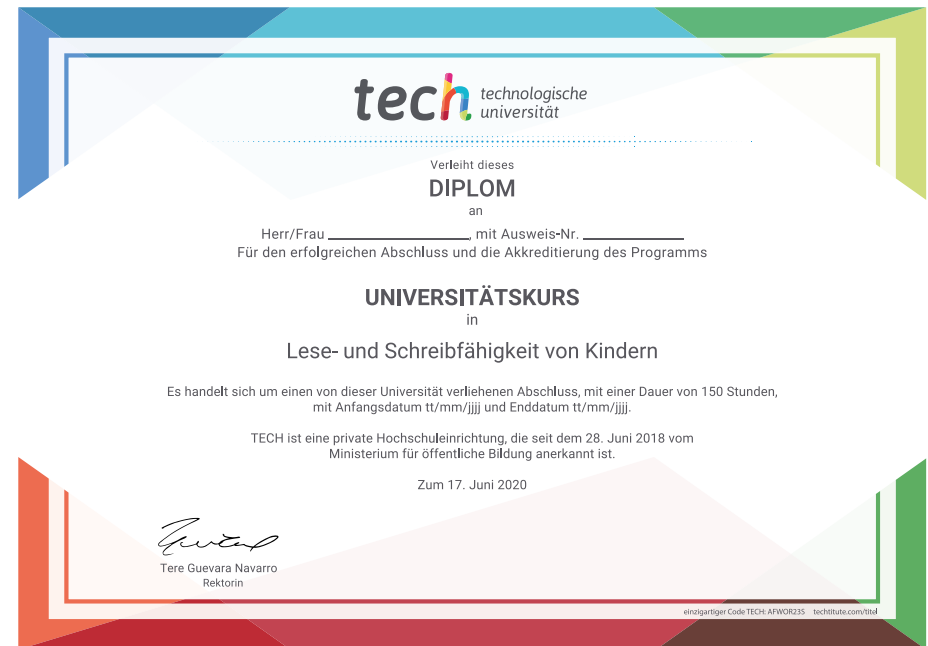 tech technologische
universität
Verleiht dieses
DIPLOM
an
Herr/Frau ____________________, mit Ausweis-Nr. ______________
Für den erfolgreichen Abschluss und die Akkreditierung des Programms
UNIVERSITÄTSKURS
in
Lese- und Schreibfähigkeit von Kindern
Es handelt sich um einen von dieser Universität verliehenen Abschluss, mit einer Dauer von 150 Stunden,
mit Anfangsdatum tt/mm/jjjj und Enddatum tt/mm/jjjj.
TECH ist eine private Hochschuleinrichtung, die seit dem 28. Juni 2018 vom
Ministerium für öffentliche Bildung anerkannt ist.
Zum 17. Juni 2020
Tere Guevara Navarro
Rektorin
einzigartiger Code TECH: AFWOR235 techtitute.com/titel